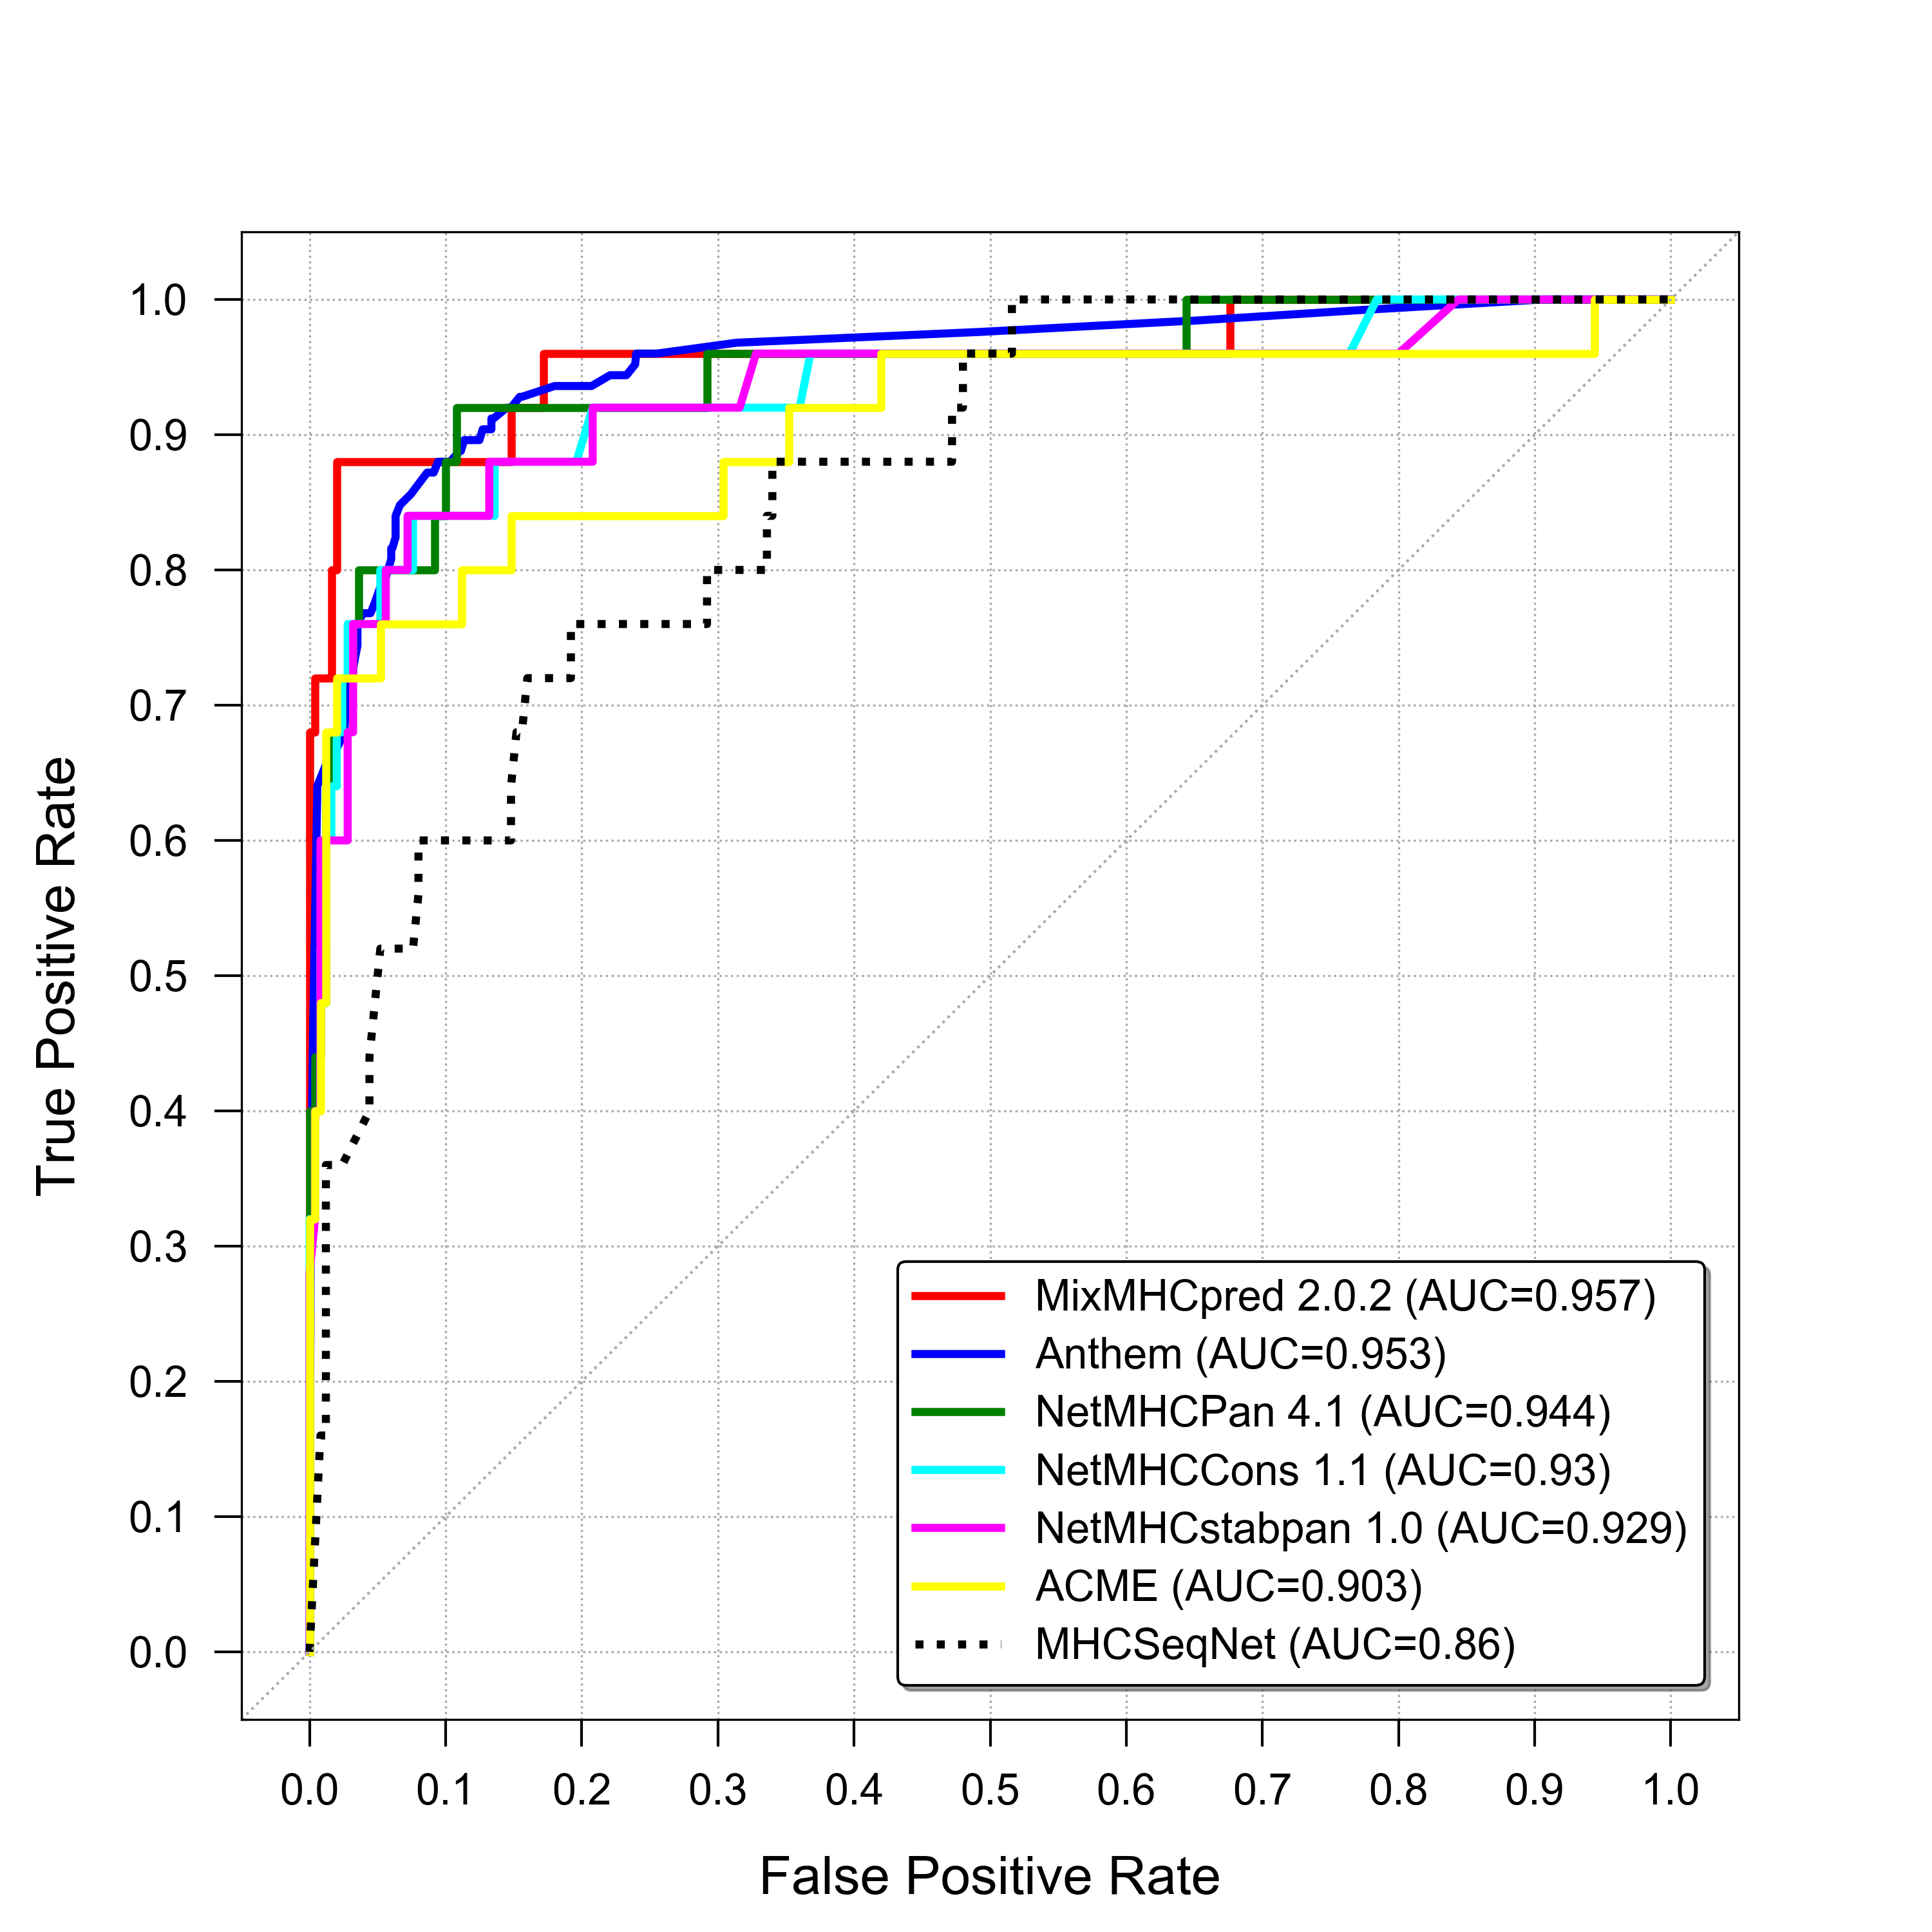 1.0
0.9
0.8
0.7
0.6
0.5
0.4
0.3
0.2
0.1
0.0
True Positive Rate
MixMHCpred 2.0.2 (AUC=0.957)
Anthem (AUC=0.953)
NetMHCPan 4.1 (AUC=0.944)
NetMHCCons 1.1 (AUC=0.93)
NetMHCstabpan 1.0 (AUC=0.929)
ACME (AUC=0.903)
MHCSeqNet (AUC=0.86)
0.0 0.1 0.2 0.3 0.4 0.5 0.6 0.7 0.8 0.9 1.0
False Positive Rate